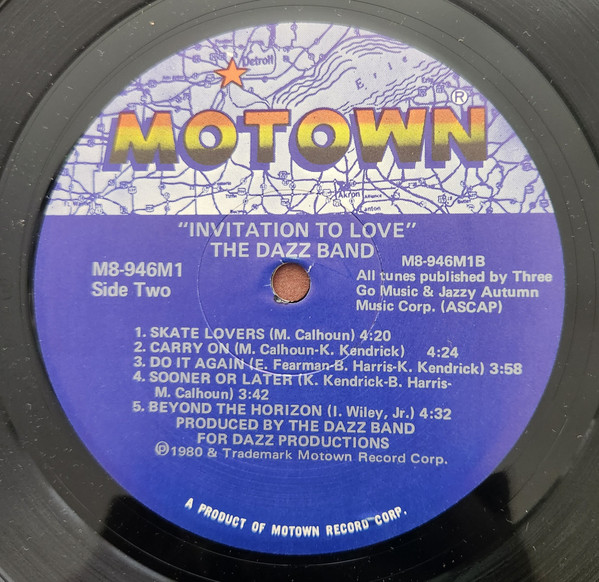 Detroit
Erie
MOTOWN®
Akron
Alliance
Canton
"INVITATION TO LOVE"
THE DAZZ BAND
M8-946M1
Side Two
M8-946M1B
All tunes published by Three
Go Music & Jazzy Autumn
Music Corp. (ASCAP)
1. SKATE LOVERS (M. Calhoun) 4:20
2. CARRY ON (M. Calhoun-K. Kendrick) 4:24
3. DO IT AGAIN (E. Fearman-B. Harris-K. Kendrick) 3:58
4. SOONER OR LATER (K. Kendrick-B. Harris-
M. Calhoun) 3:42
5. BEYOND THE HORIZON (I. Wiley, Jr.) 4:32
PRODUCED BY THE DAZZ BAND
FOR DAZZ PRODUCTIONS
℗1980 & Trademark Motown Record Corp.
A PRODUCT OF MOTOWN RECORD CORP.